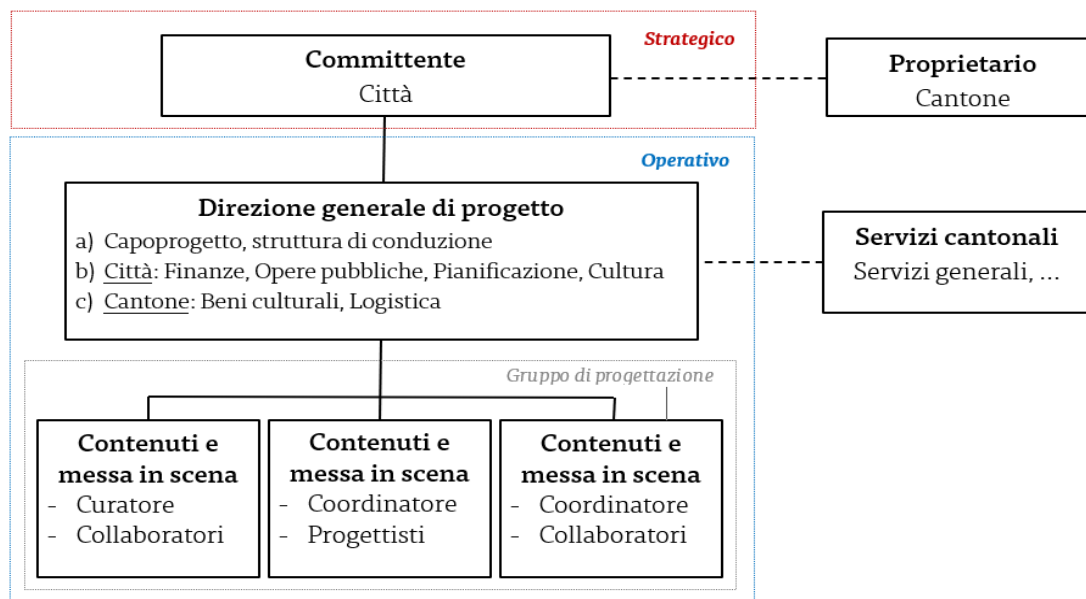 Strategico
Committente
Città
Proprietario
Cantone
Operativo
Direzione generale di progetto
a) Capoprogetto, struttura di conduzione
b) Città: Finanze, Opere pubbliche, Pianificazione, Cultura
c) Cantone: Beni culturali, Logistica
Servizi cantonali
Servizi generali, ...
Gruppo di progettazione
Contenuti e
messa in scena
- Curatore
- Collaboratori
Contenuti e
messa in scena
- Coordinatore
- Progettisti
Contenuti e
messa in scena
- Coordinatore
- Collaboratori